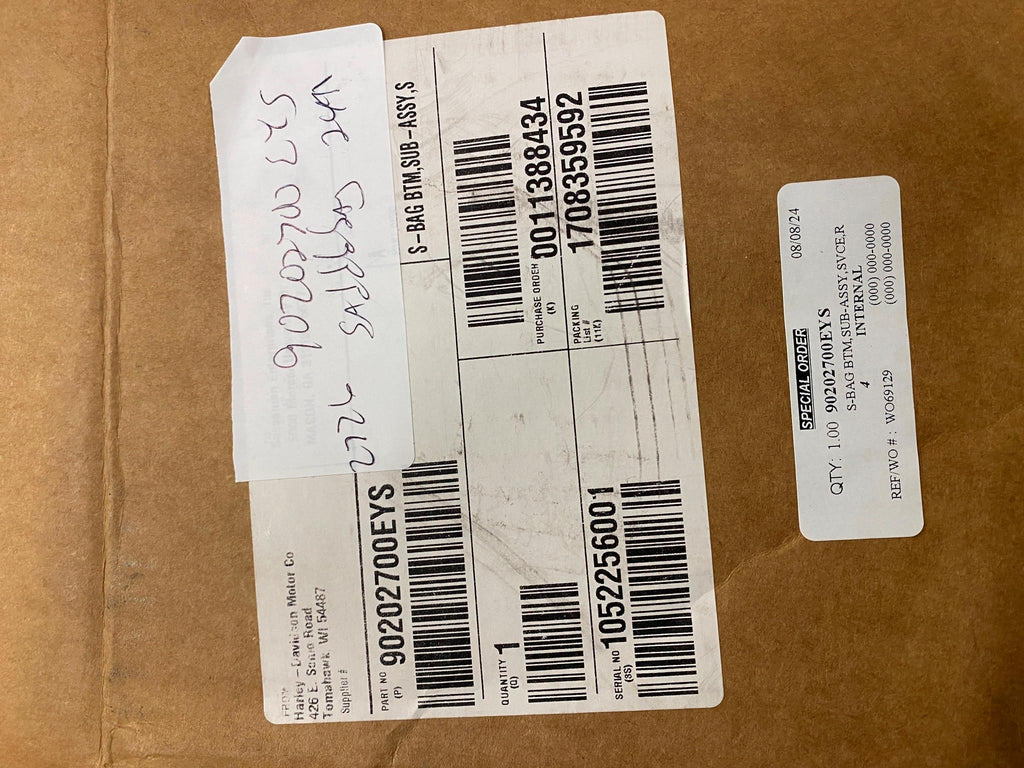 90202700 EYS
2726 SAddlebag 24A
FROM:
Harley-Davidson Motor Co
426 E. Somo Road
Tomahawk WI 54487
Supplier #
PART NO
(P)
90202700EYS
S-BAG BTM,SUB-ASSY,S
QUANTITY
(Q)
1
PURCHASE ORDER
(K)
0011388434
PACKING
List #
(11K)
1708359592
SERIAL NO
(3S)
1052256001
SPECIAL ORDER 08/08/24
QTY: 1.00 90202700EYS
S-BAG BTM,SUB-ASSY,SVCE,R
4 INTERNAL
(000) 000-0000
REF/WO # : WO69129 (000) 000-0000